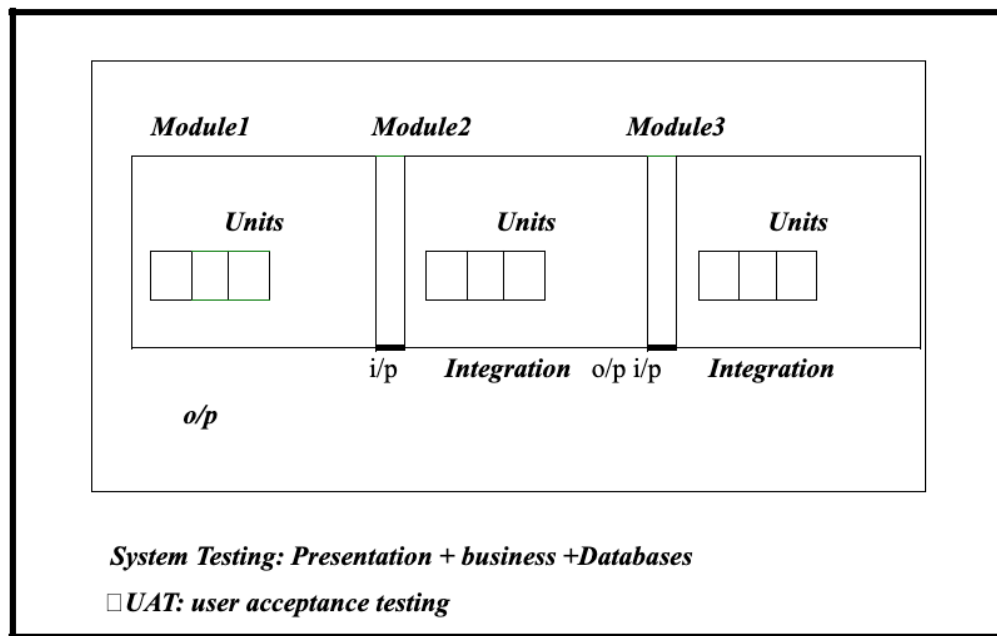 Module1 Module2 Module3
Units Units Units
i/p Integration o/p i/p Integration
o/p
System Testing: Presentation + business +Databases
□UAT: user acceptance testing